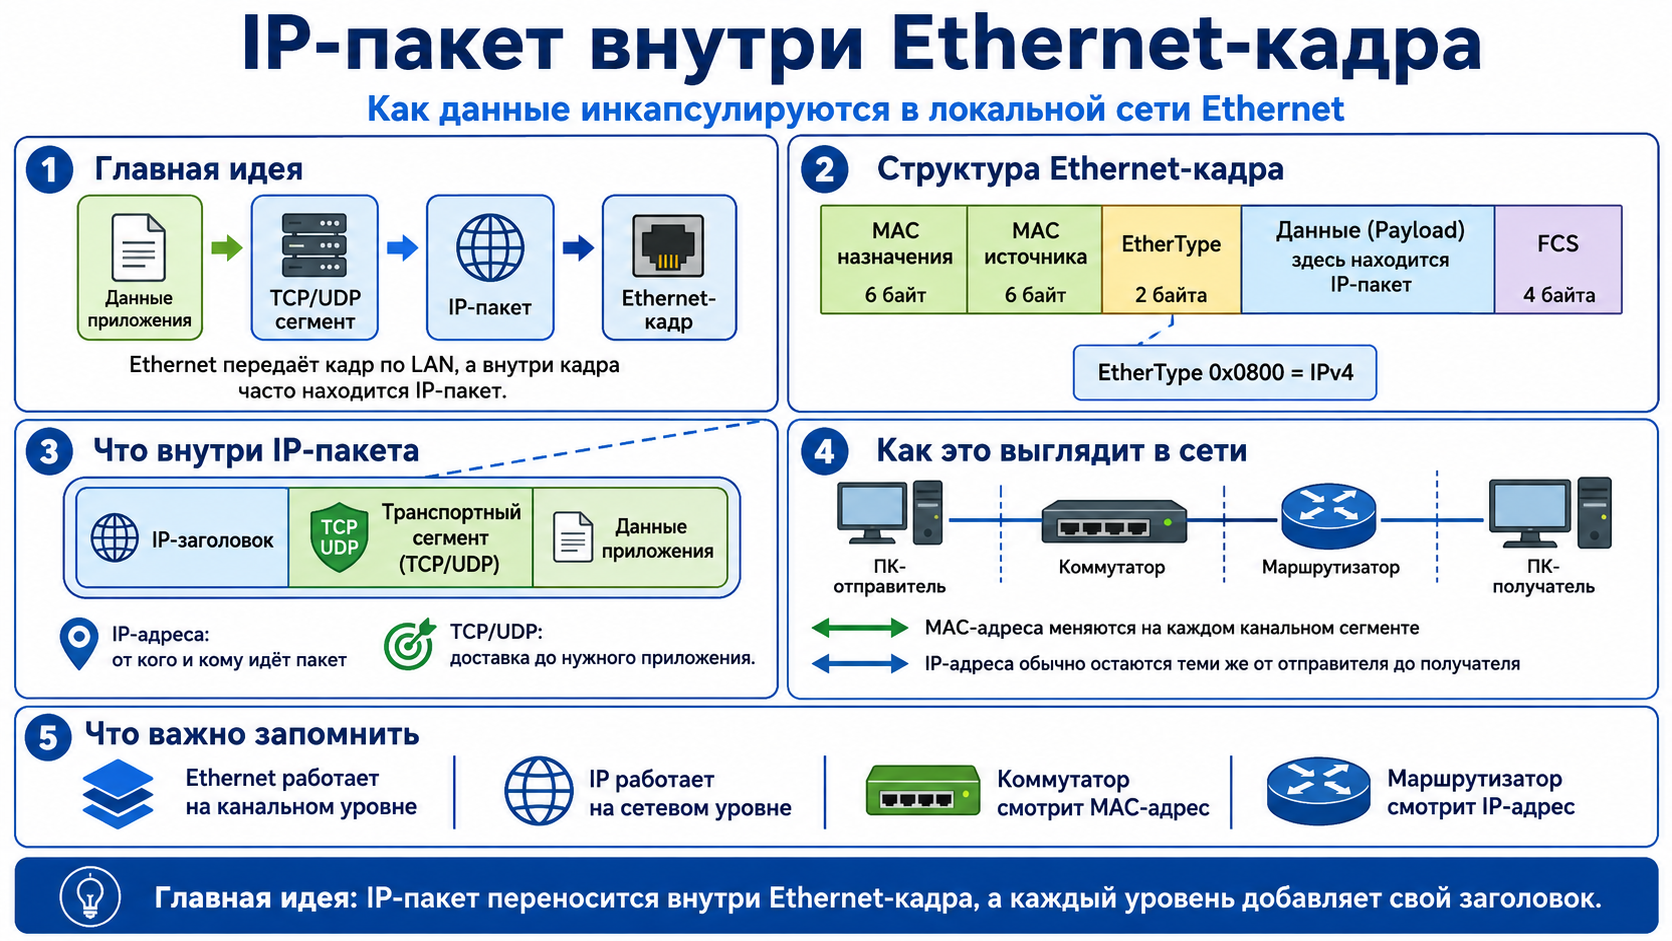 IP-пакет внутри Ethernet-кадра
Как данные инкапсулируются в локальной сети Ethernet
1
Главная идея
Данные
приложения
TCP/UDP
сегмент
IP-пакет
Ethernet-
кадр
Ethernet передаёт кадр по LAN, а внутри кадра
часто находится IP-пакет.
2
Структура Ethernet-кадра
MAC
назначения
6 байт
MAC
источника
6 байт
EtherType
2 байта
Данные (Payload)
здесь находится
IP-пакет
FCS
4 байта
EtherType 0x0800 = IPv4
3
Что внутри IP-пакета
IP-заголовок
TCP
UDP
Транспортный
сегмент
(TCP/UDP)
Данные
приложения
IP-адреса:
от кого и кому идёт пакет
TCP/UDP:
доставка до нужного приложения.
4
Как это выглядит в сети
ПК-
отправитель
Коммутатор
Маршрутизатор
ПК-
получатель
MAC-адреса меняются на каждом канальном сегменте
IP-адреса обычно остаются теми же от отправителя до получателя
5
Что важно запомнить
Ethernet работает
на канальном уровне
IP работает
на сетевом уровне
Коммутатор
смотрит MAC-адрес
Маршрутизатор
смотрит IP-адрес
Главная идея: IP-пакет переносится внутри Ethernet-кадра, а каждый уровень добавляет свой заголовок.